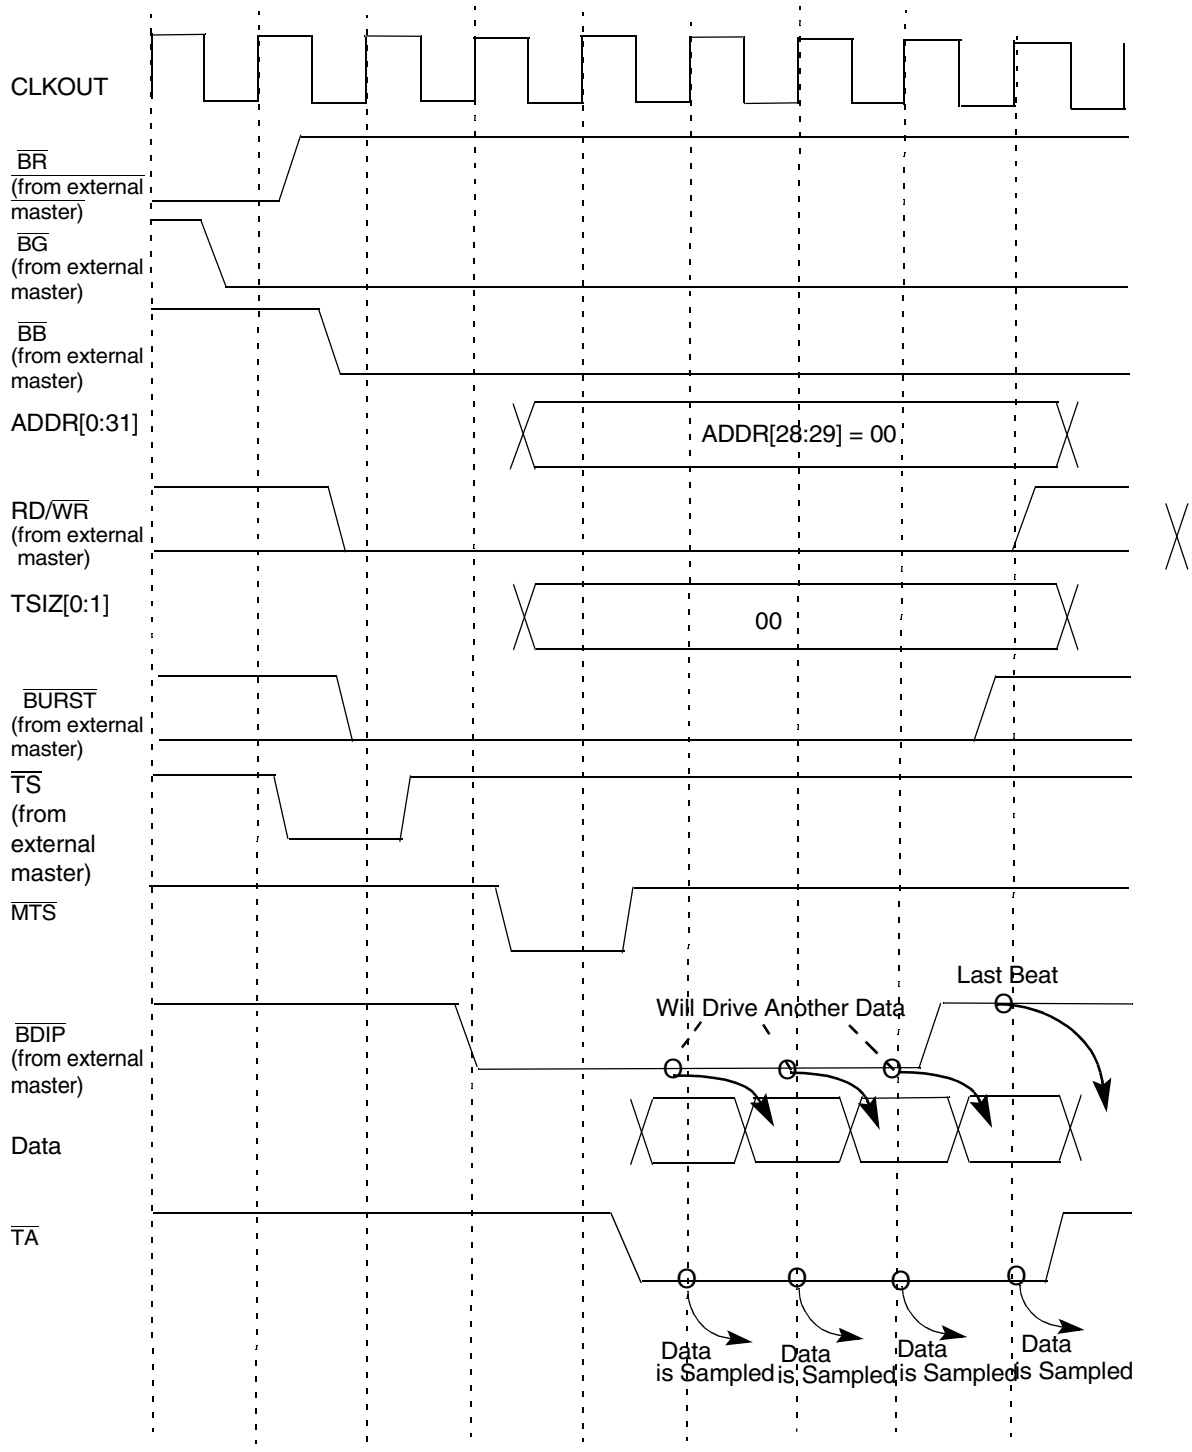 CLKOUT
BR
(from external
master)
BG
(from external
master)
BB
(from external
master)
ADDR[0:31]
ADDR[28:29] = 00
RD/WR
(from external
master)
TSIZ[0:1]
00
BURST
(from external
master)
TS
(from
external
master)
MTS
Last Beat
Will Drive Another Data
BDIP
(from external
master)
Data
TA
Data
is Sampled
Data
is Sampled
Data
is Sampled
Data
is Sampled